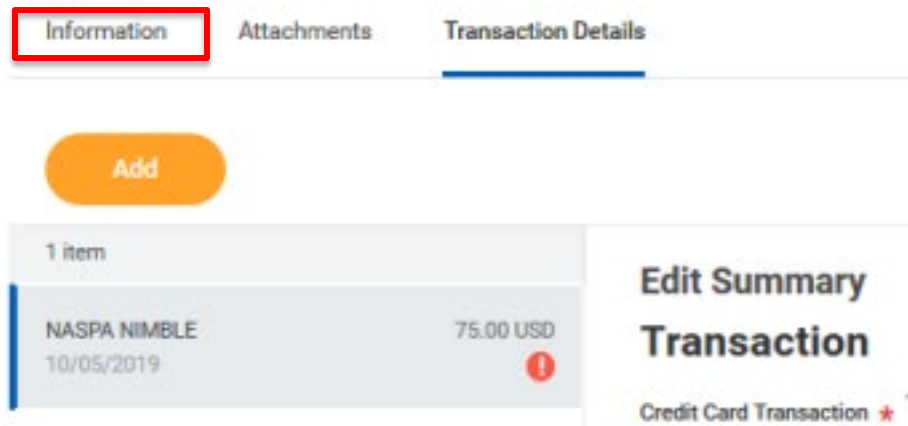 Information Attachments Transaction Details
Add
1 item
NASPA NIMBLE 75.00 USD
10/05/2019
Edit Summary
Transaction
Credit Card Transaction *